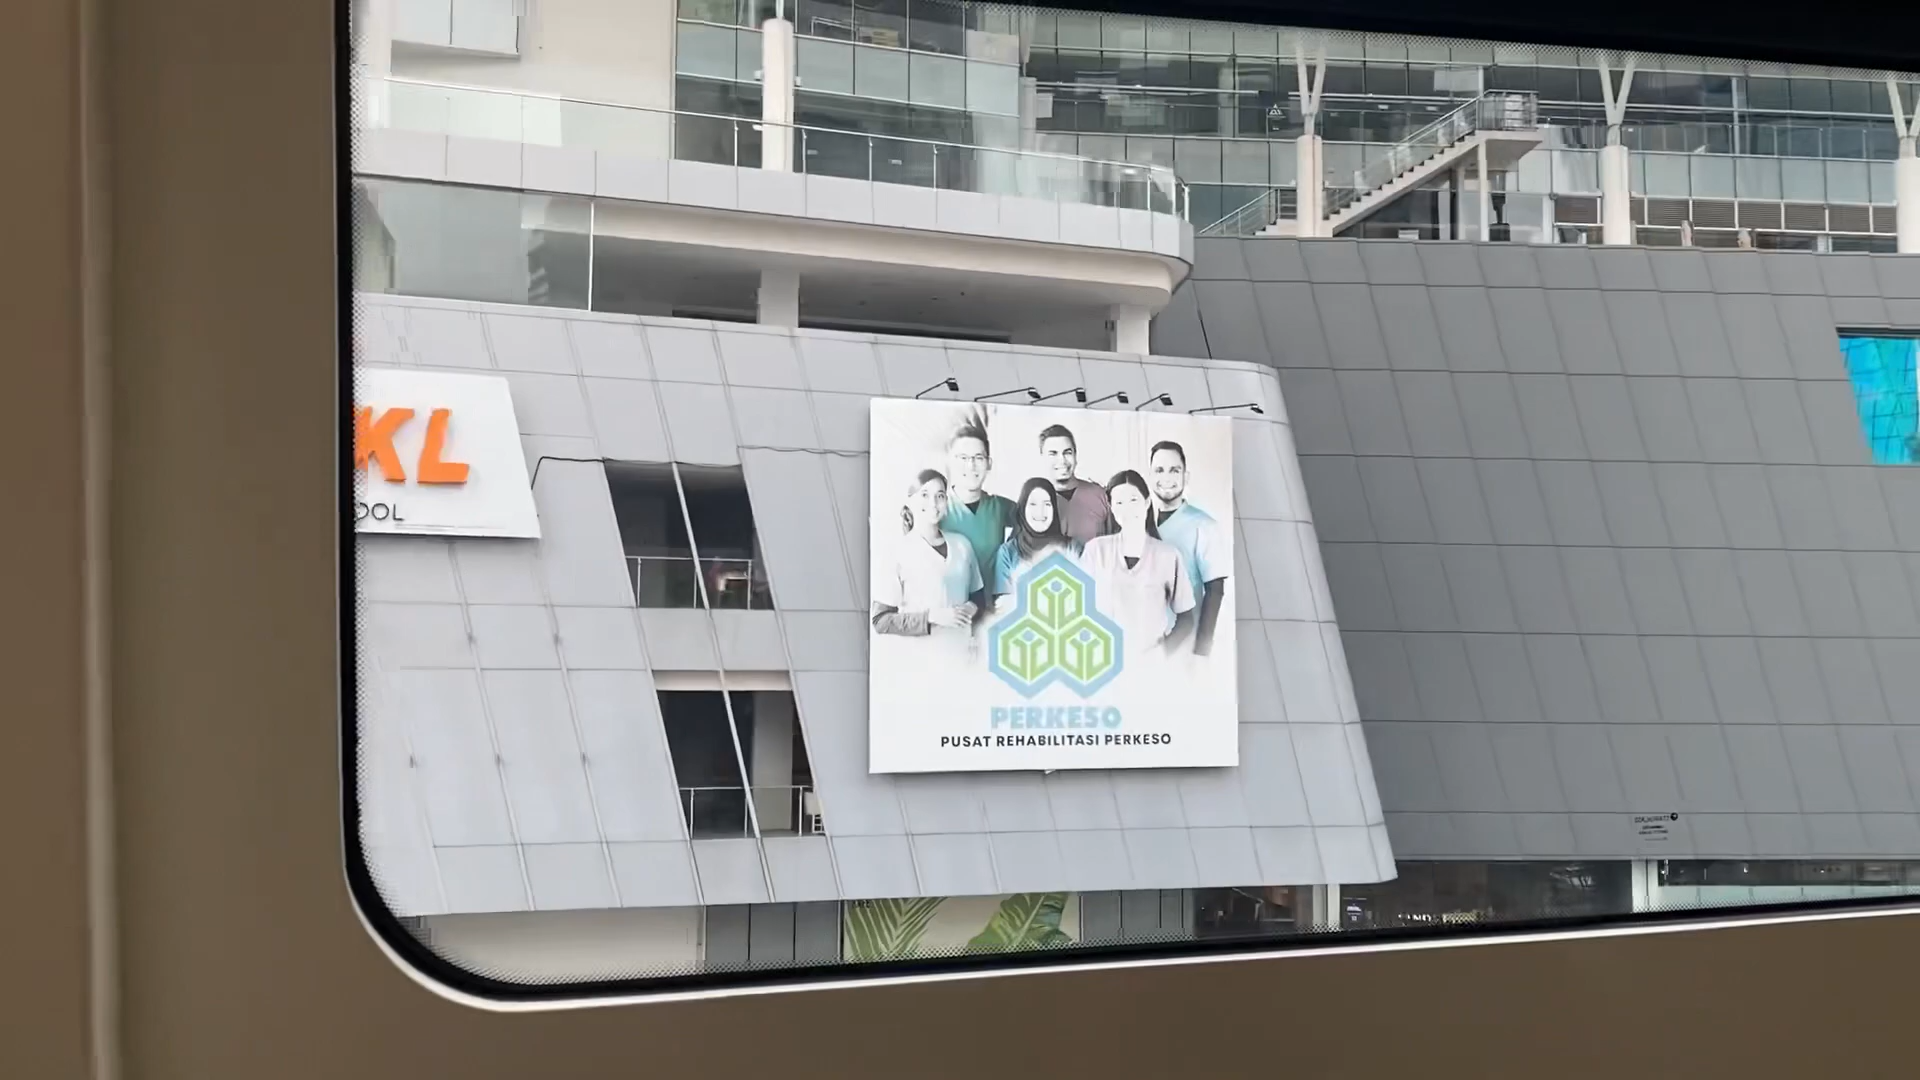 KL
OOL
PERKESO
PUSAT REHABILITASI PERKESO